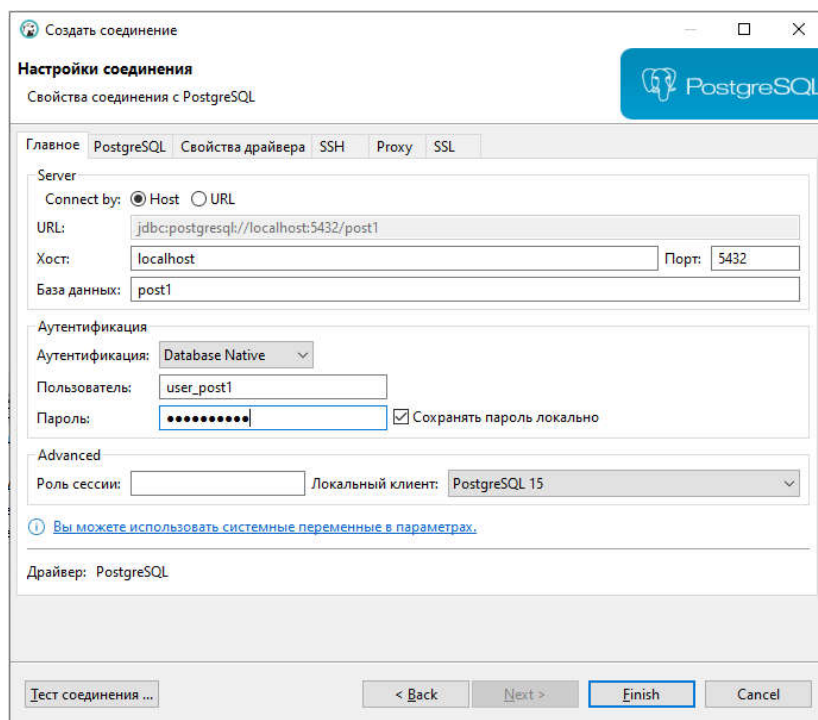 Создать соединение
Настройки соединения
Свойства соединения с PostgreSQL
PostgreSQL
Главное PostgreSQL Свойства драйвера SSH Proxy SSL
Server
Connect by: Host URL
URL: jdbc:postgresql://localhost:5432/post1
Хост: localhost Порт: 5432
База данных: post1
Аутентификация
Аутентификация: Database Native
Пользователь: user_post1
Пароль: ●●●●●●●●●● Сохранять пароль локально
Advanced
Роль сессии: Локальный клиент: PostgreSQL 15
Вы можете использовать системные переменные в параметрах.
Драйвер: PostgreSQL
Тест соединения ... < Back Next > Finish Cancel